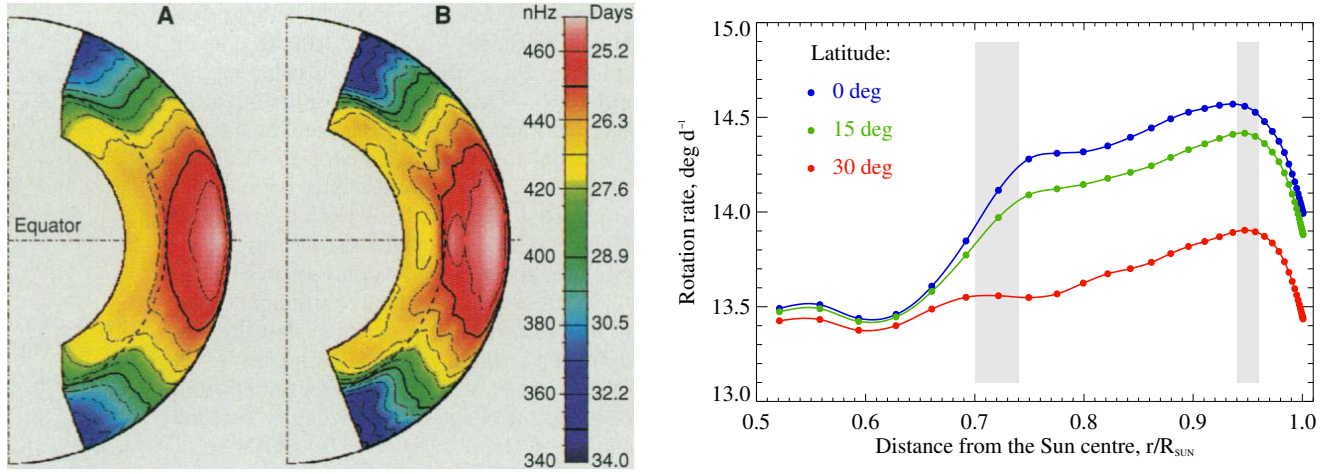 A
B
nHz
Days
460
25.2
440
26.3
420
27.6
400
28.9
380
30.5
360
32.2
340
34.0
Equator
15.0
14.5
14.0
13.5
13.0
Rotation rate, deg d⁻¹
Latitude:
0 deg
15 deg
30 deg
0.5
0.6
0.7
0.8
0.9
1.0
Distance from the Sun centre, r/R_SUN